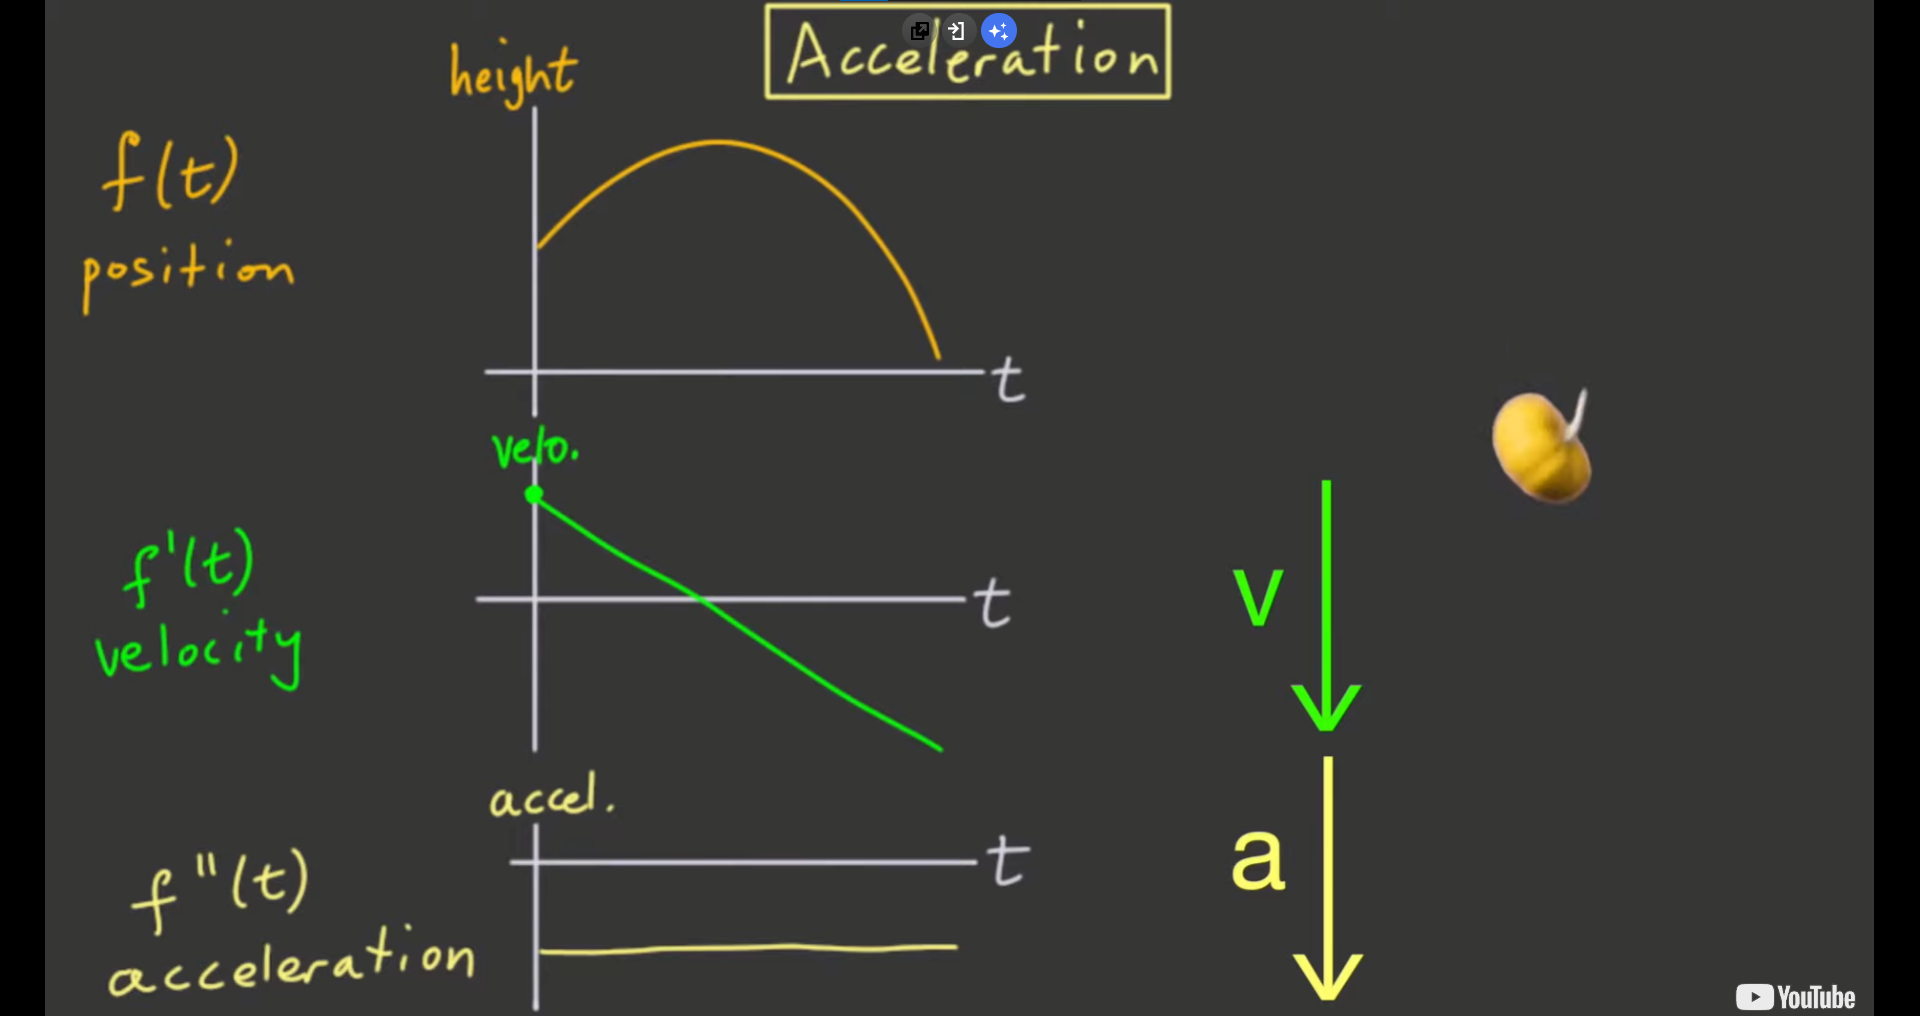 Acceleration
height
f(t)
position
t
velo.
f'(t)
velocity
t
v
accel.
f"(t)
acceleration
t
a
YouTube